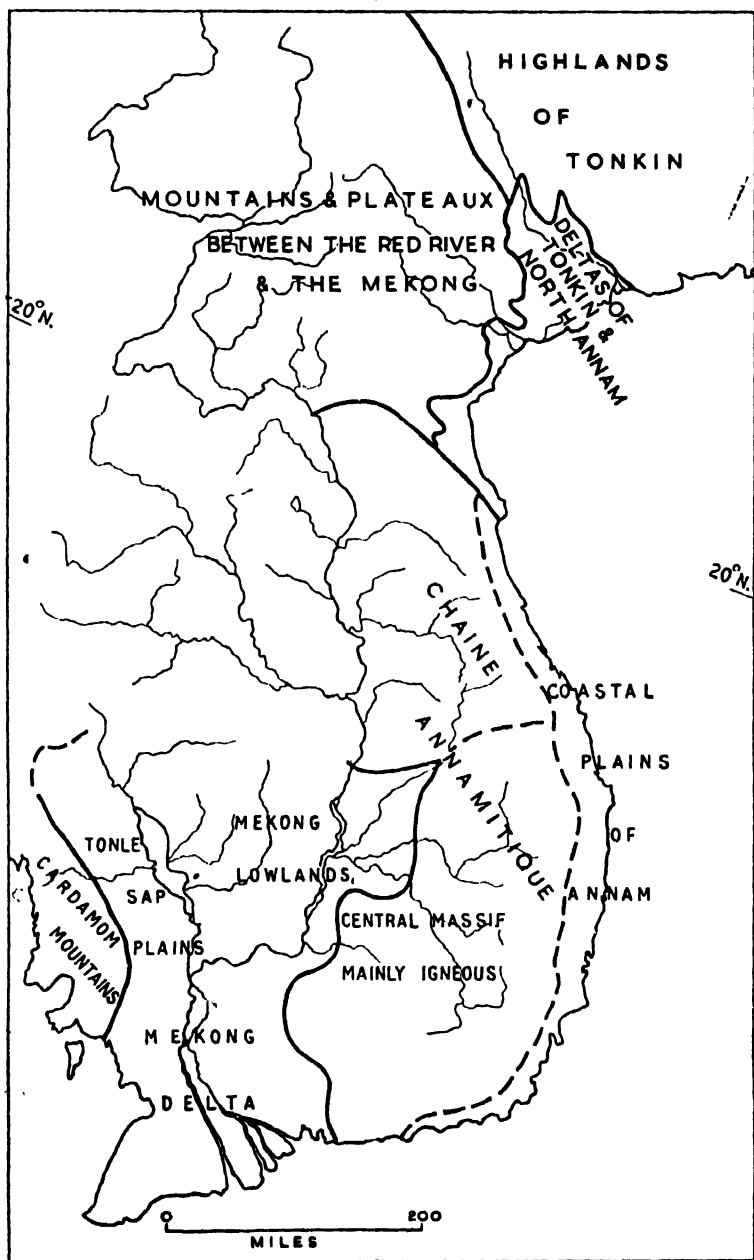 HIGHLANDS
OF
TONKIN
MOUNTAINS & PLATEAUX
BETWEEN THE RED RIVER
& THE MEKONG
DELTAS OF
TONKIN &
NORTH ANNAM
20°N.
20°N.
CHAINE
ANNAMITIQUE
COASTAL
PLAINS
OF
ANNAM
TONLE
SAP
PLAINS
MEKONG
LOWLANDS
CARDAMOM
MOUNTAINS
CENTRAL MASSIF
MAINLY IGNEOUS
MEKONG
DELTA
0 200
MILES